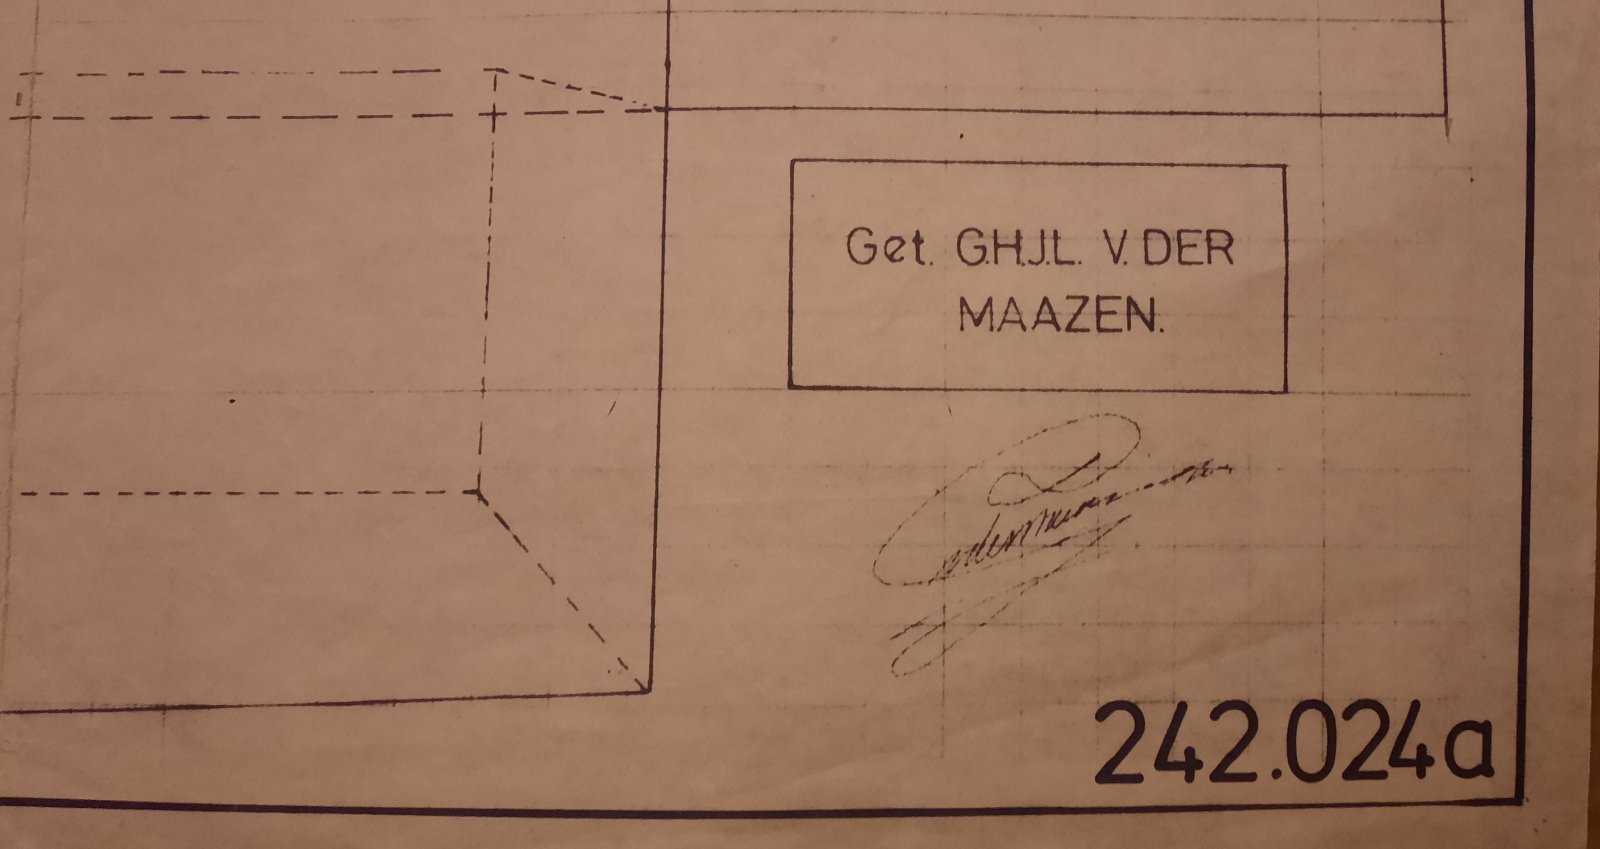 Get. G.H.J.L. V. DER
MAAZEN.
242.024a